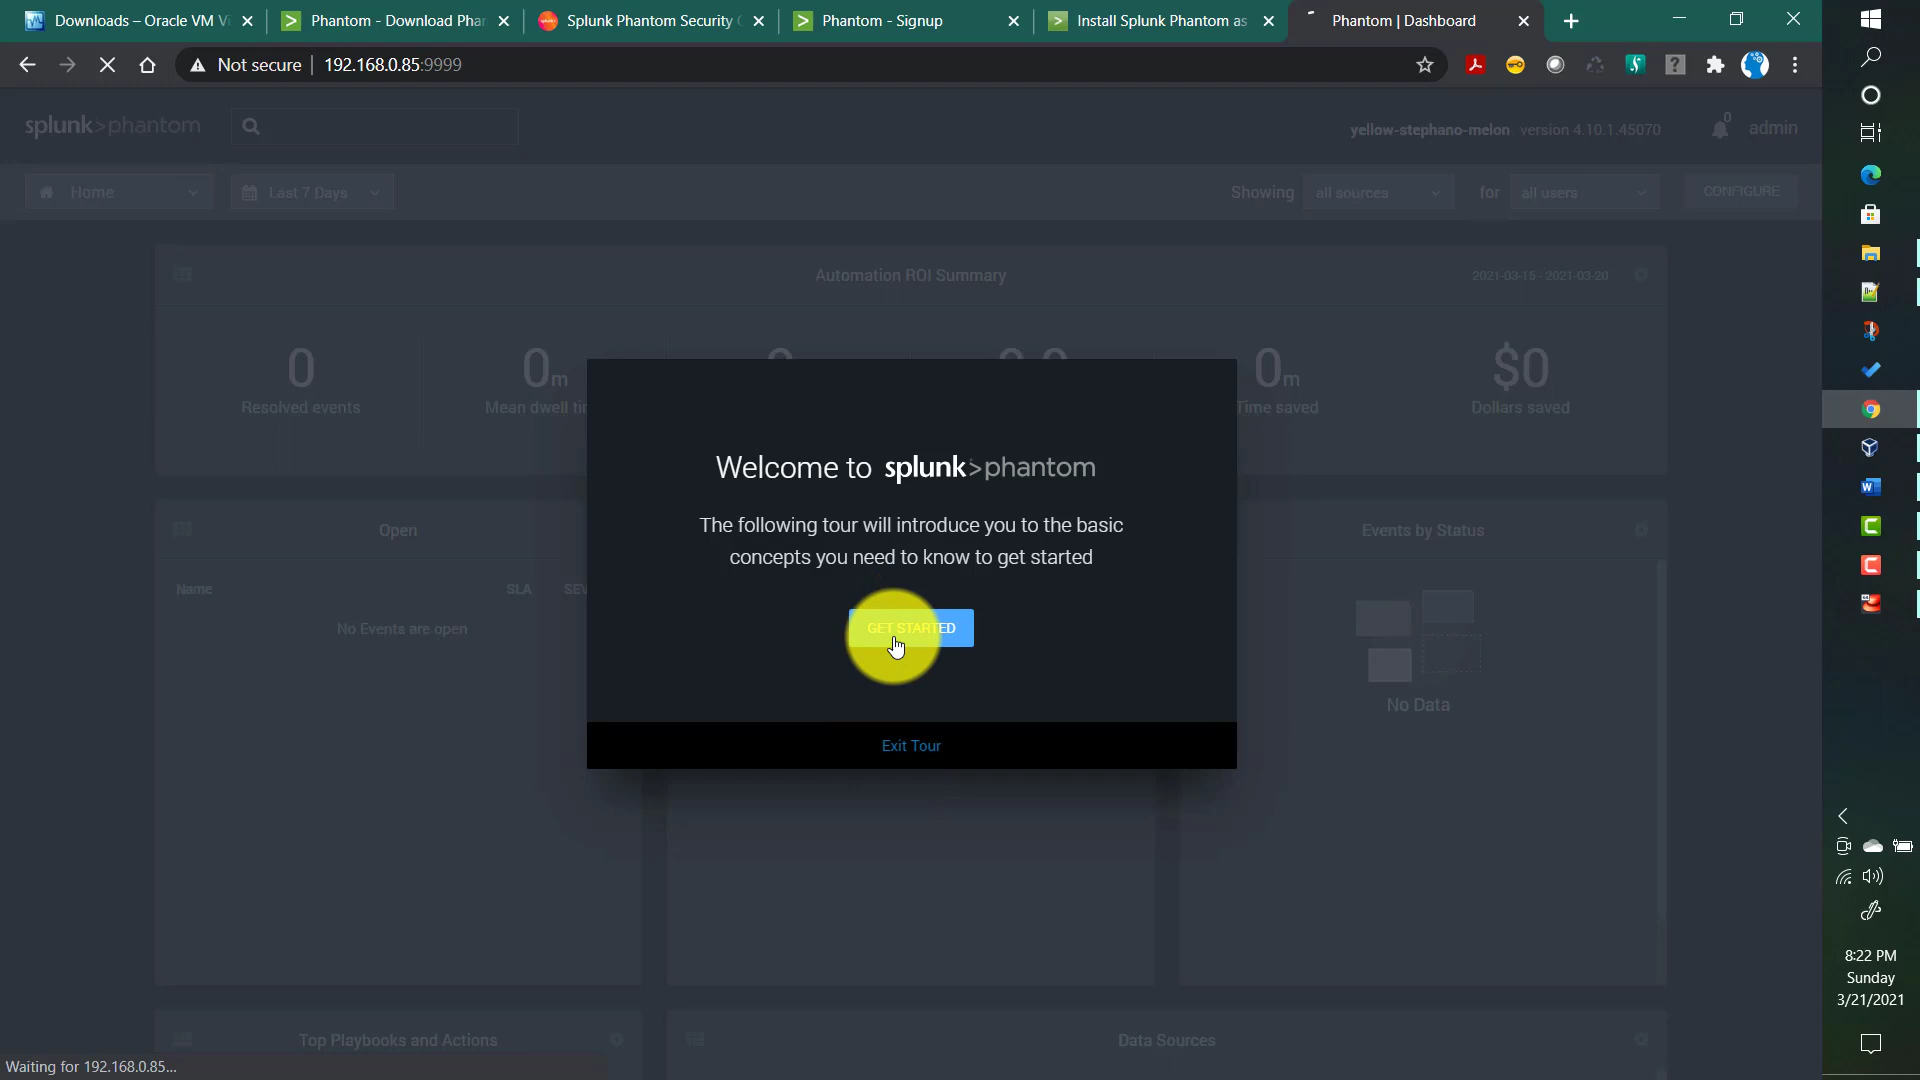 Downloads – Oracle VM Vi
Phantom - Download Phan
Splunk Phantom Security
Phantom - Signup
Install Splunk Phantom as
Phantom | Dashboard
Not secure
192.168.0.85:9999
splunk>phantom
yellow-stephano-melon version 4.10.1.45070
0
admin
Home
Last 7 Days
Showing
all sources
for
all users
CONFIGURE
Automation ROI Summary
2021-03-15 - 2021-03-20
0
Resolved events
0m
Mean dwell tim
0m
Time saved
$0
Dollars saved
Welcome to splunk>phantom
The following tour will introduce you to the basic
concepts you need to know to get started
GET STARTED
Exit Tour
Open
Name
SLA
SEV
No Events are open
Events by Status
No Data
Top Playbooks and Actions
Data Sources
Waiting for 192.168.0.85...
8:22 PM
Sunday
3/21/2021